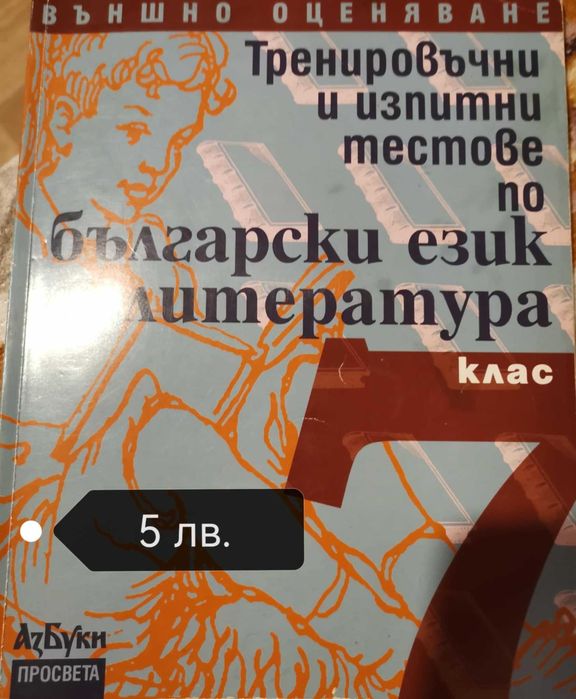 ВЪНШНО ОЦЕНЯВАНЕ
Тренировъчни
и изпитни
тестове
по
български език
литература
клас
7
5 лв.
АзБуки
ПРОСВЕТА